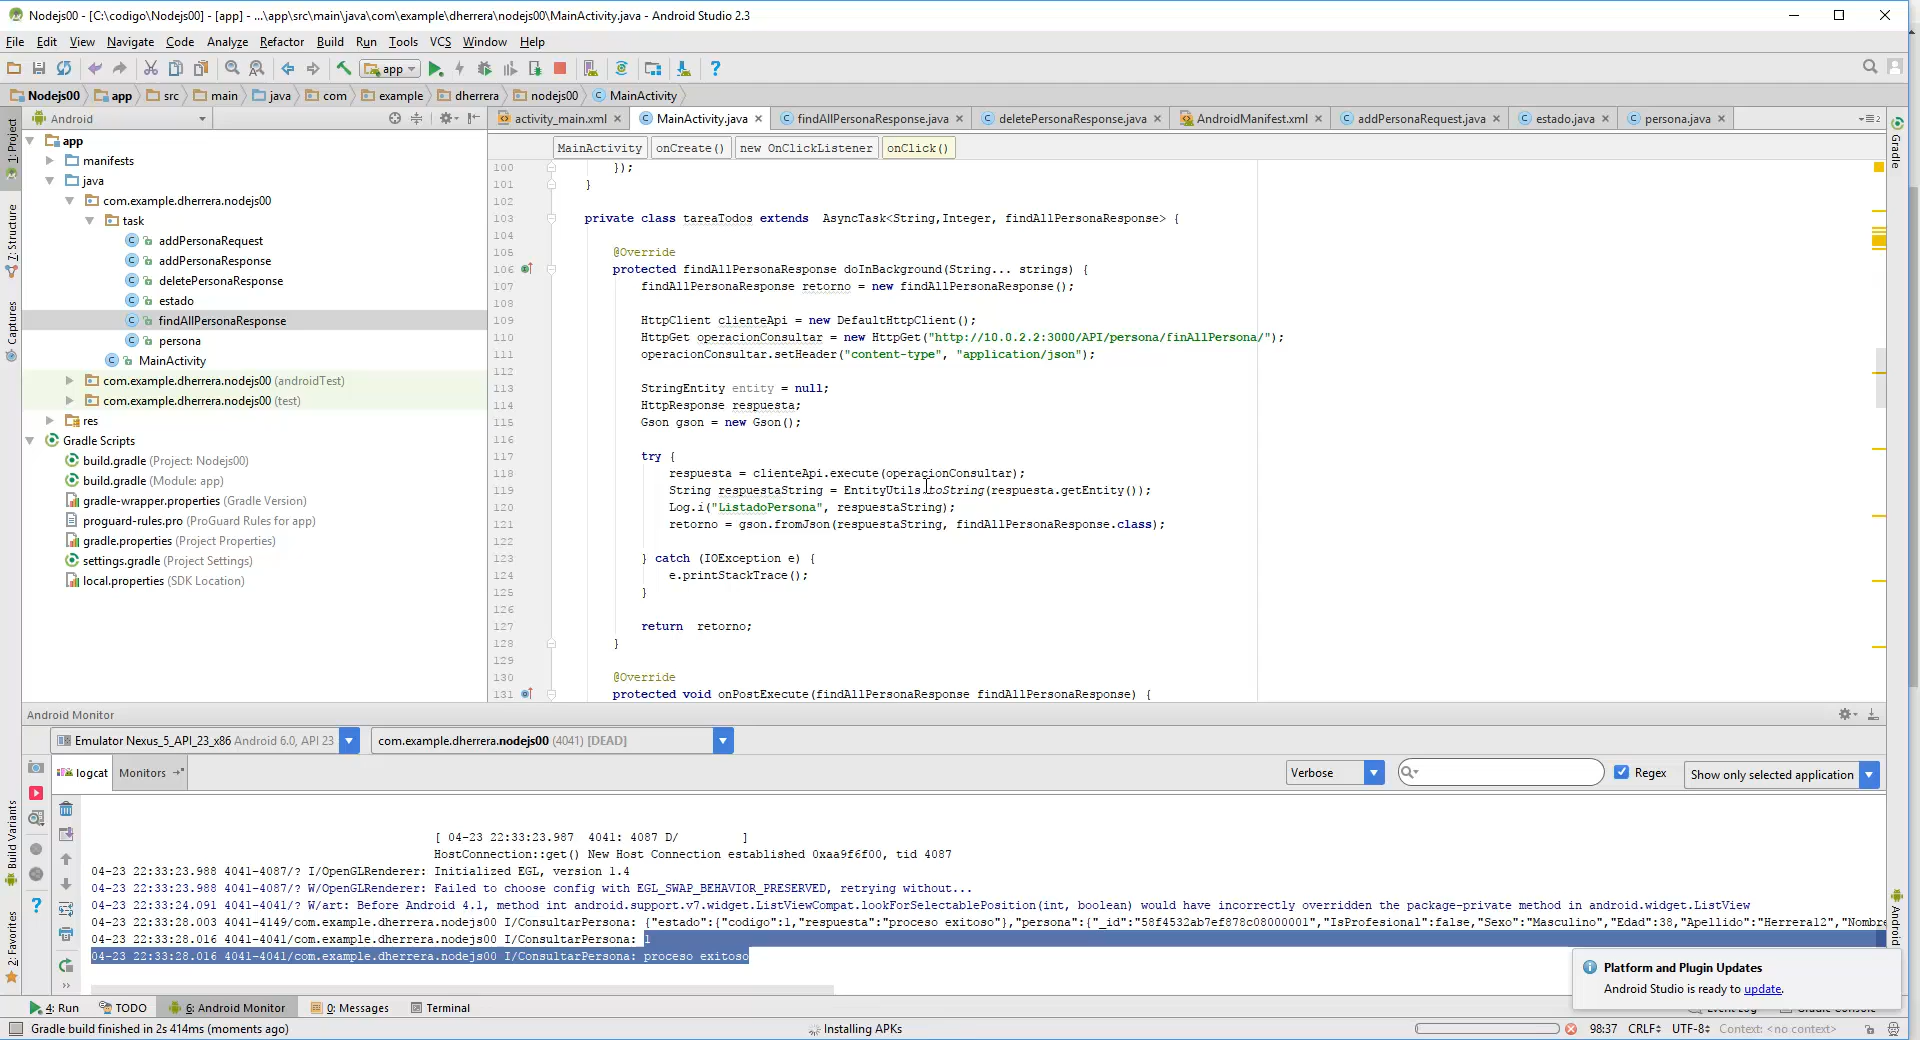 Nodejs00 - [C:\codigo\Nodejs00] - [app] - ...\app\src\main\java\com\example\dherrera\nodejs00\MainActivity.java - Android Studio 2.3
File Edit View Navigate Code Analyze Refactor Build Run Tools VCS Window Help
app
Nodejs00 app src main java com example dherrera nodejs00 MainActivity
Android
activity_main.xml MainActivity.java findAllPersonaResponse.java deletePersonaResponse.java AndroidManifest.xml addPersonaRequest.java estado.java persona.java
1: Project
7: Structure
Captures
Build Variants
2: Favorites
Gradle
Android
app
manifests
java
com.example.dherrera.nodejs00
task
addPersonaRequest
addPersonaResponse
deletePersonaResponse
estado
findAllPersonaResponse
persona
MainActivity
com.example.dherrera.nodejs00 (androidTest)
com.example.dherrera.nodejs00 (test)
res
Gradle Scripts
build.gradle (Project: Nodejs00)
build.gradle (Module: app)
gradle-wrapper.properties (Gradle Version)
proguard-rules.pro (ProGuard Rules for app)
gradle.properties (Project Properties)
settings.gradle (Project Settings)
local.properties (SDK Location)
MainActivity onCreate() new OnClickListener onClick()
100 });
101 }
102
103 private class tareaTodos extends AsyncTask<String,Integer, findAllPersonaResponse> {
104
105 @Override
106 protected findAllPersonaResponse doInBackground(String... strings) {
107 findAllPersonaResponse retorno = new findAllPersonaResponse();
108
109 HttpClient clienteApi = new DefaultHttpClient();
110 HttpGet operacionConsultar = new HttpGet("http://10.0.2.2:3000/API/persona/finAllPersona/");
111 operacionConsultar.setHeader("content-type", "application/json");
112
113 StringEntity entity = null;
114 HttpResponse respuesta;
115 Gson gson = new Gson();
116
117 try {
118 respuesta = clienteApi.execute(operacionConsultar);
119 String respuestaString = EntityUtils.toString(respuesta.getEntity());
120 Log.i("ListadoPersona", respuestaString);
121 retorno = gson.fromJson(respuestaString, findAllPersonaResponse.class);
122
123 } catch (IOException e) {
124 e.printStackTrace();
125 }
126
127 return retorno;
128 }
129
130 @Override
131 protected void onPostExecute(findAllPersonaResponse findAllPersonaResponse) {
Android Monitor
Emulator Nexus_5_API_23_x86 Android 6.0, API 23 com.example.dherrera.nodejs00 (4041) [DEAD]
logcat Monitors Verbose Regex Show only selected application
[ 04-23 22:33:23.987 4041: 4087 D/ ]
HostConnection::get() New Host Connection established 0xaa9f6f00, tid 4087
04-23 22:33:23.988 4041-4087/? I/OpenGLRenderer: Initialized EGL, version 1.4
04-23 22:33:23.988 4041-4087/? W/OpenGLRenderer: Failed to choose config with EGL_SWAP_BEHAVIOR_PRESERVED, retrying without...
04-23 22:33:24.091 4041-4041/? W/art: Before Android 4.1, method int android.support.v7.widget.ListViewCompat.lookForSelectablePosition(int, boolean) would have incorrectly overridden the package-private method in android.widget.ListView
04-23 22:33:28.003 4041-4149/com.example.dherrera.nodejs00 I/ConsultarPersona: {"estado":{"codigo":1,"respuesta":"proceso exitoso"},"persona":{"_id":"58f4532ab7ef878c08000001","IsProfesional":false,"Sexo":"Masculino","Edad":38,"Apellido":"Herrera12","Nombre
04-23 22:33:28.016 4041-4041/com.example.dherrera.nodejs00 I/ConsultarPersona: 1
04-23 22:33:28.016 4041-4041/com.example.dherrera.nodejs00 I/ConsultarPersona: proceso exitoso
Platform and Plugin Updates
Android Studio is ready to update.
4: Run TODO 6: Android Monitor 0: Messages Terminal Event Log Gradle Console
Gradle build finished in 2s 414ms (moments ago) Installing APKs 98:37 CRLF UTF-8 Context: <no context>